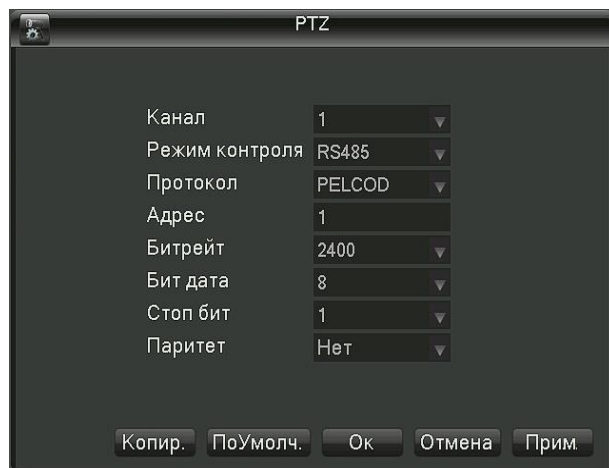 PTZ
Канал 1
Режим контроля RS485
Протокол PELCOD
Адрес 1
Битрейт 2400
Бит дата 8
Стоп бит 1
Паритет Нет
Копир. ПоУмолч. Ок Отмена Прим.